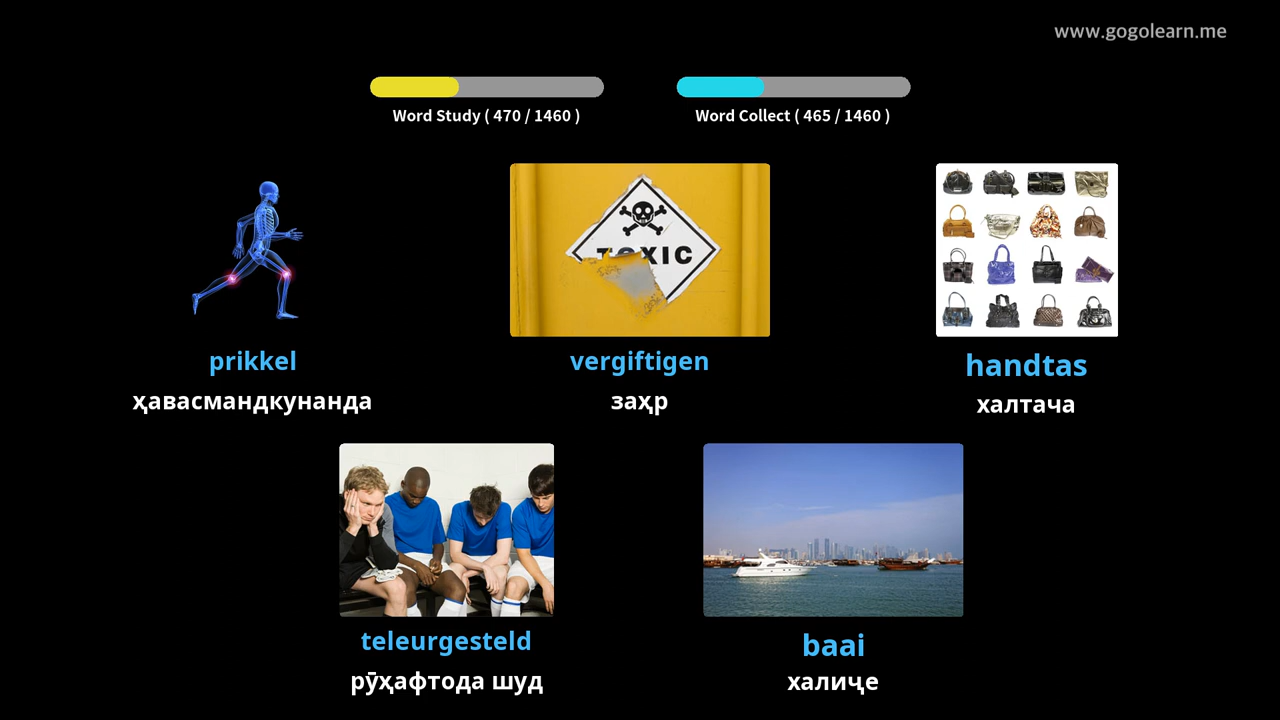 www.gogolearn.me
Word Study ( 470 / 1460 )
Word Collect ( 465 / 1460 )
TOXIC
prikkel
ҳавасмандкунанда
vergiftigen
заҳр
handtas
халтача
teleurgesteld
рӯҳафтода шуд
baai
халиҷе